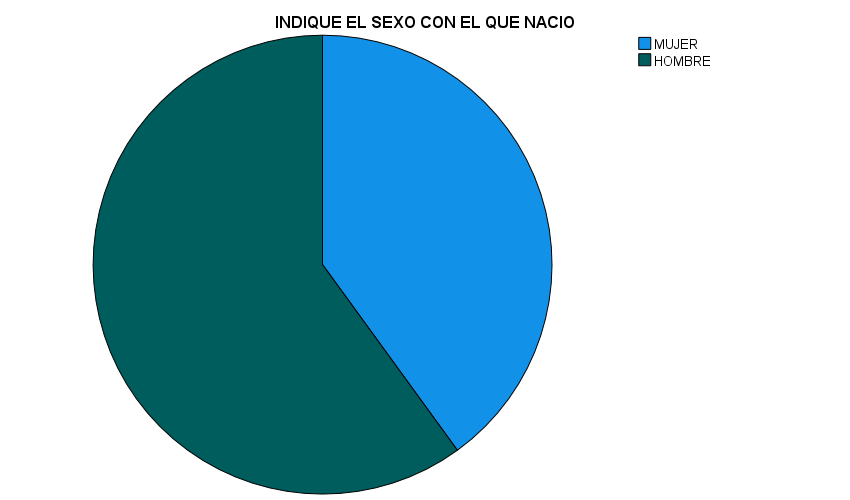 INDIQUE EL SEXO CON EL QUE NACIO
MUJER
HOMBRE